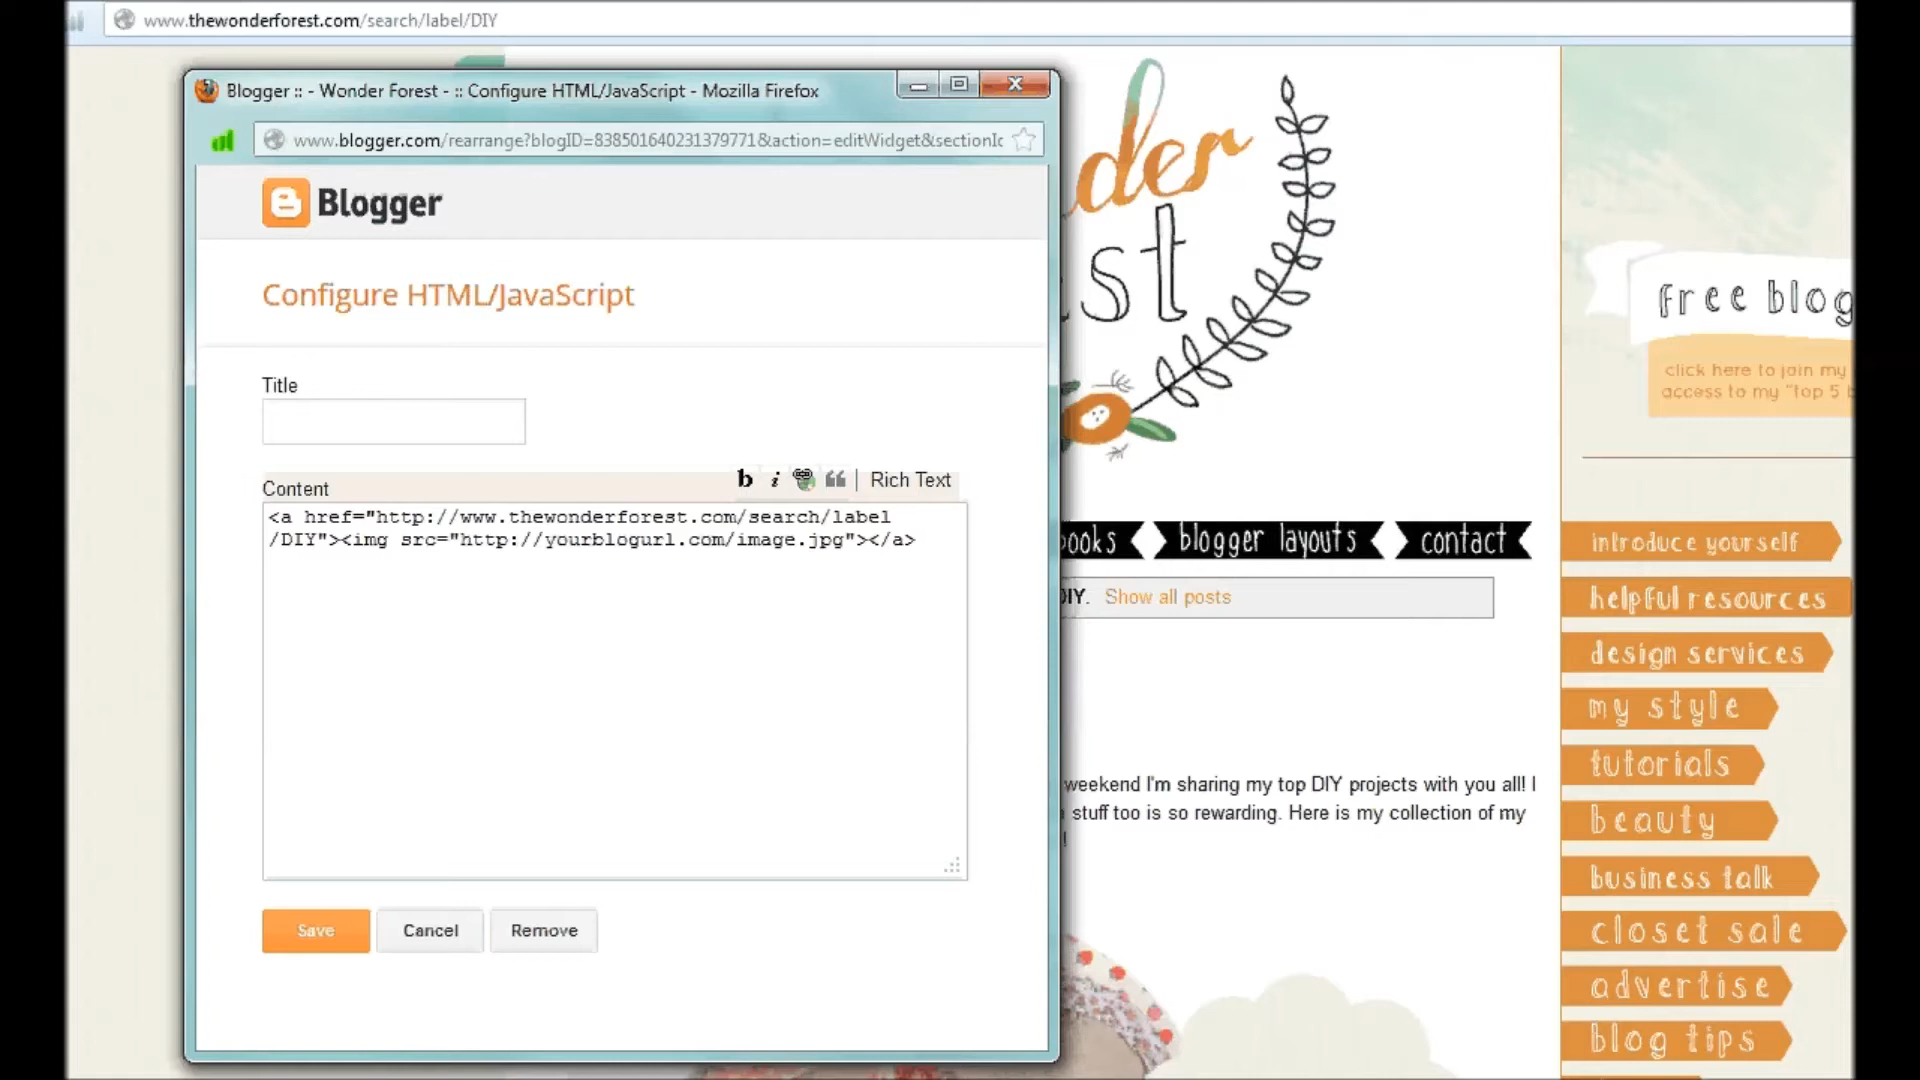 www.thewonderforest.com/search/label/DIY
Blogger :: - Wonder Forest - :: Configure HTML/JavaScript - Mozilla Firefox
www.blogger.com/rearrange?blogID=838501640231379771&action=editWidget&sectionId
Blogger
Configure HTML/JavaScript
Title
Content
b i Rich Text
<a href="http://www.thewonderforest.com/search/label
/DIY"><img src="http://yourblogurl.com/image.jpg"></a>
Save Cancel Remove
der
st
ooks
blogger layouts
contact
DIY. Show all posts
weekend I'm sharing my top DIY projects with you all! I
stuff too is so rewarding. Here is my collection of my
!
free blog
click here to join my
access to my "top 5 b
introduce yourself
helpful resources
design services
my style
tutorials
beauty
business talk
closet sale
advertise
blog tips